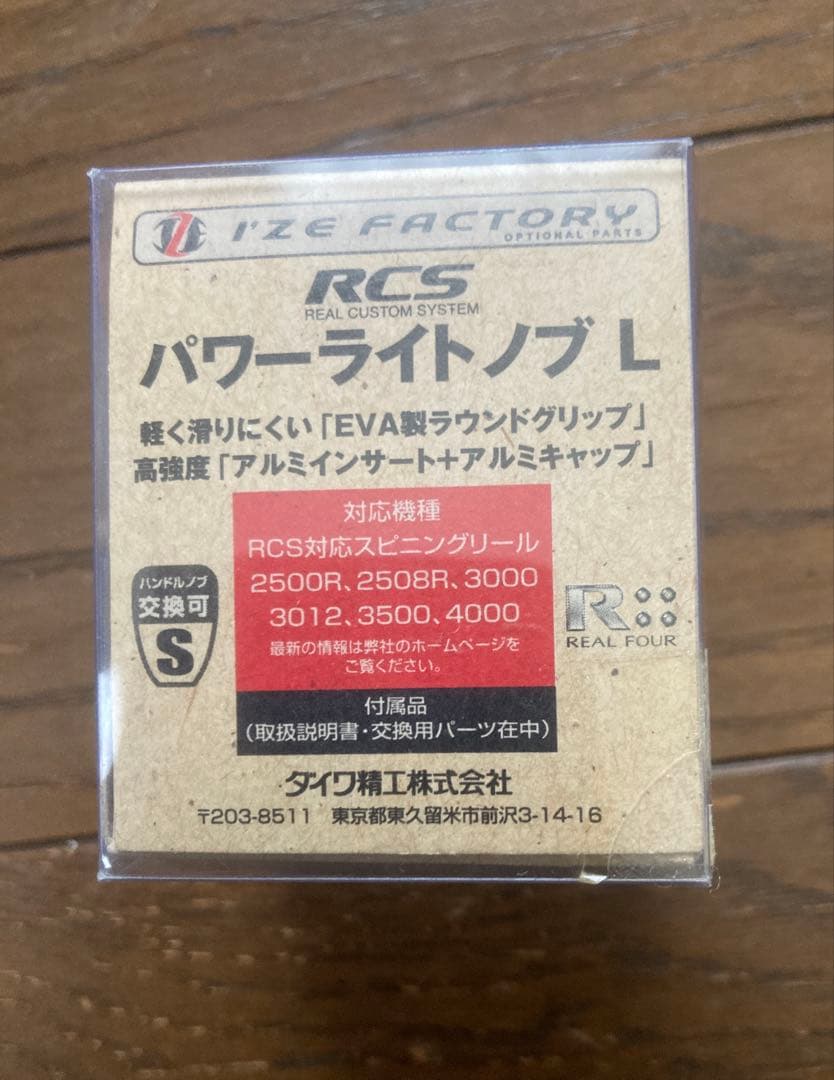 I'ZE FACTORY
OPTIONAL PARTS
RCS
REAL CUSTOM SYSTEM
パワーライトノブ L
軽く滑りにくい「EVA製ラウンドグリップ」
高強度「アルミインサート+アルミキャップ」
対応機種
RCS対応スピニングリール
2500R、2508R、3000
3012、3500、4000
最新の情報は弊社のホームページを
ご覧ください。
ハンドルノブ
交換可
S
R
REAL FOUR
付属品
(取扱説明書・交換用パーツ在中)
ダイワ精工株式会社
〒203-8511 東京都東久留米市前沢3-14-16